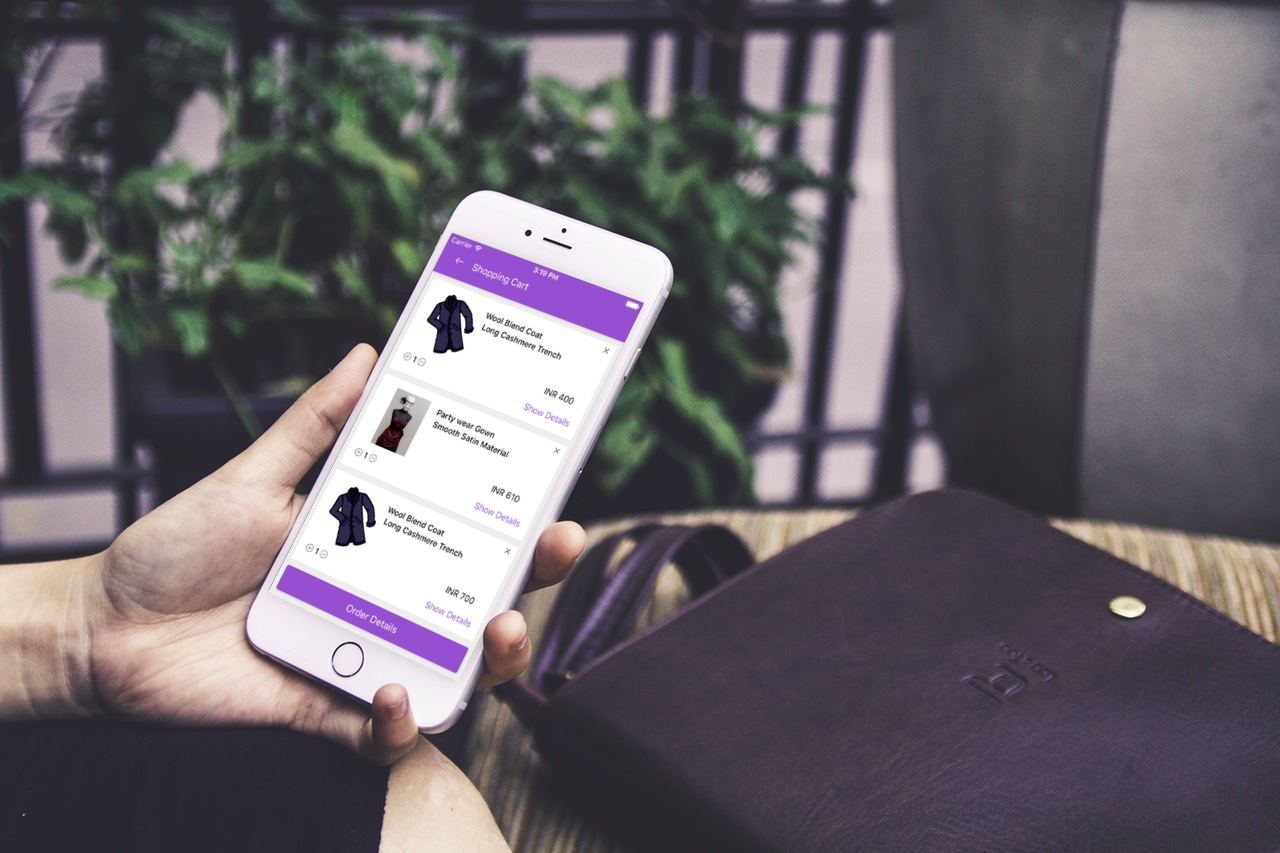 Carrier
3:19 PM
Shopping Cart
Wool Blend Coat
Long Cashmere Trench
1
INR 400
Show Details
Party wear Gown
Smooth Satin Material
1
INR 610
Show Details
Wool Blend Coat
Long Cashmere Trench
1
INR 700
Show Details
Order Details